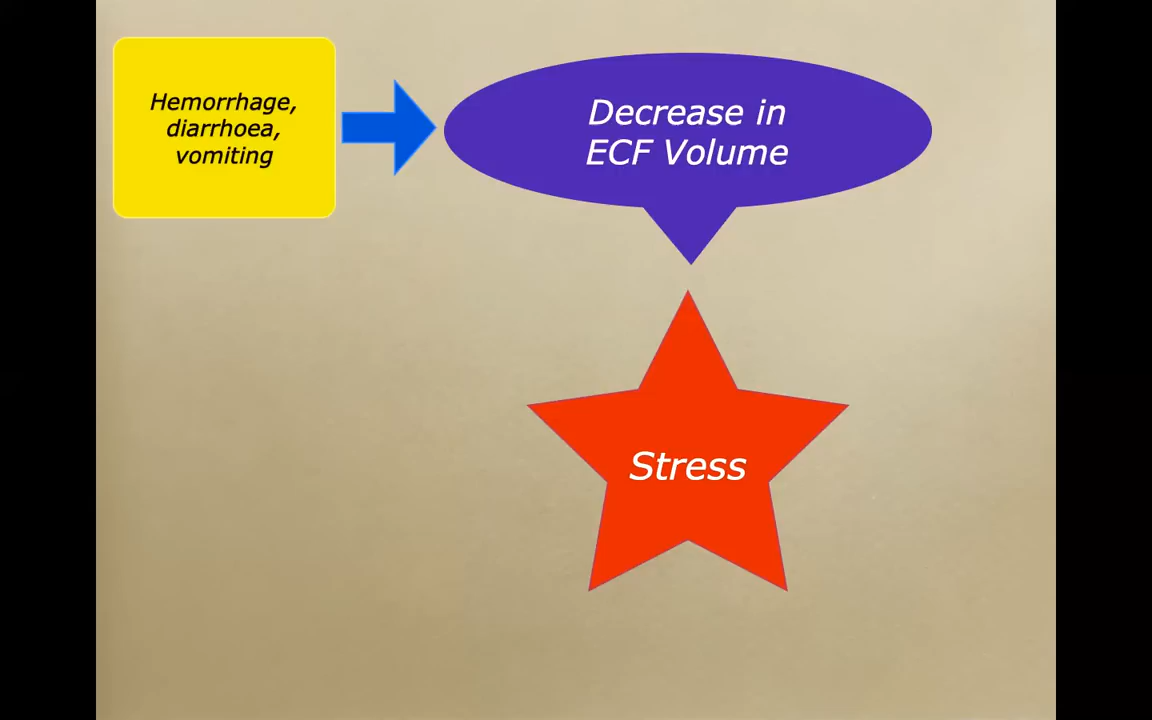 Hemorrhage,
diarrhoea,
vomiting
Decrease in
ECF Volume
Stress